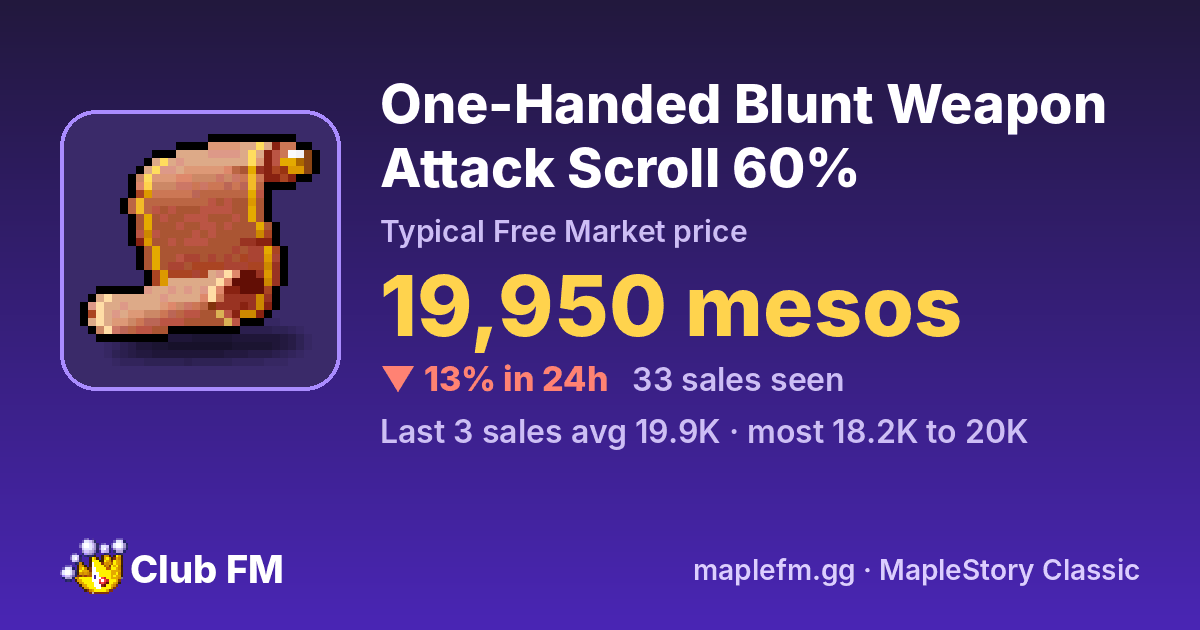 One-Handed Blunt Weapon
Attack Scroll 60%
Typical Free Market price
19,950 mesos
▼ 13% in 24h 33 sales seen
Last 3 sales avg 19.9K · most 18.2K to 20K
Club FM
maplefm.gg · MapleStory Classic